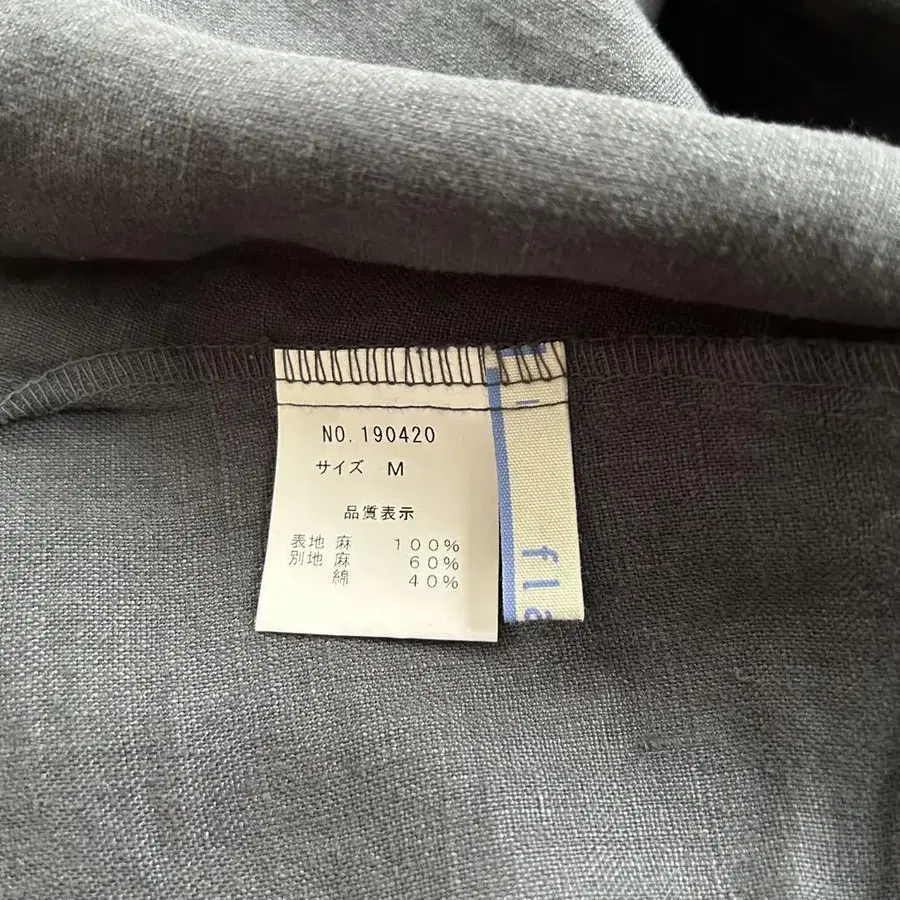 NO.190420
サイズ M
品質表示
表地 麻 100%
別地 麻 60%
綿 40%
fla